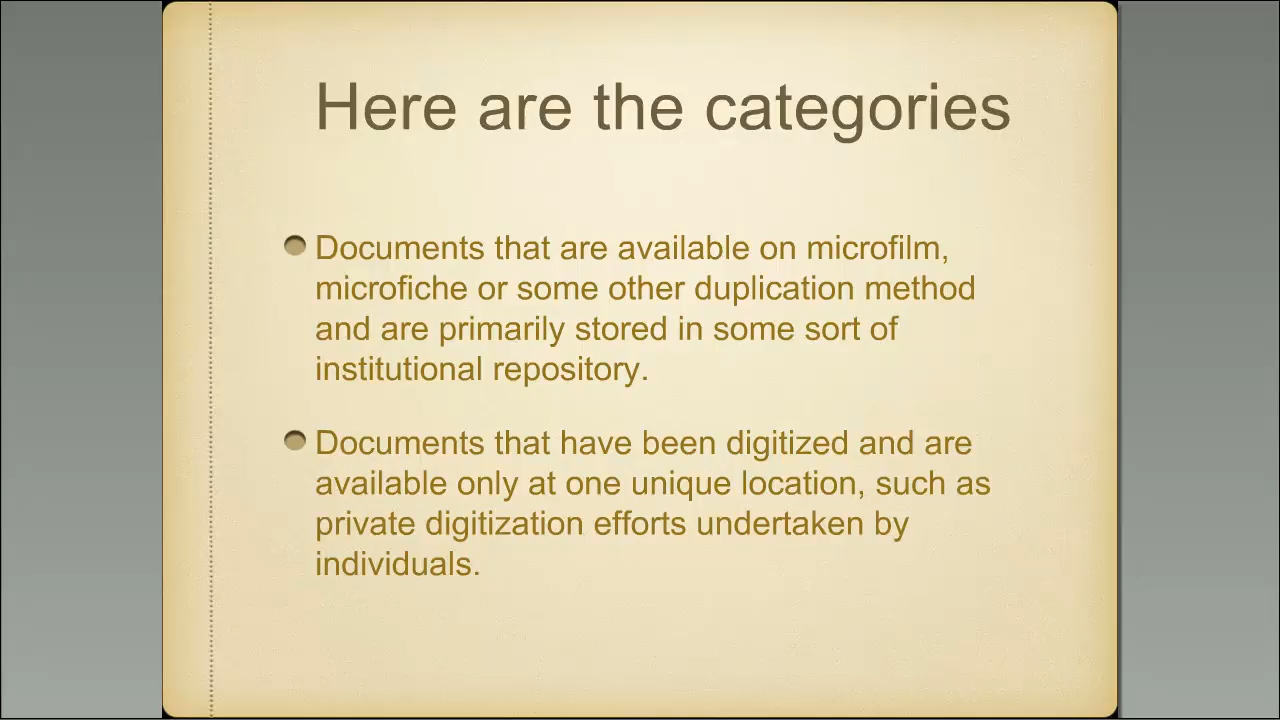 Here are the categories
Documents that are available on microfilm,
microfiche or some other duplication method
and are primarily stored in some sort of
institutional repository.
Documents that have been digitized and are
available only at one unique location, such as
private digitization efforts undertaken by
individuals.